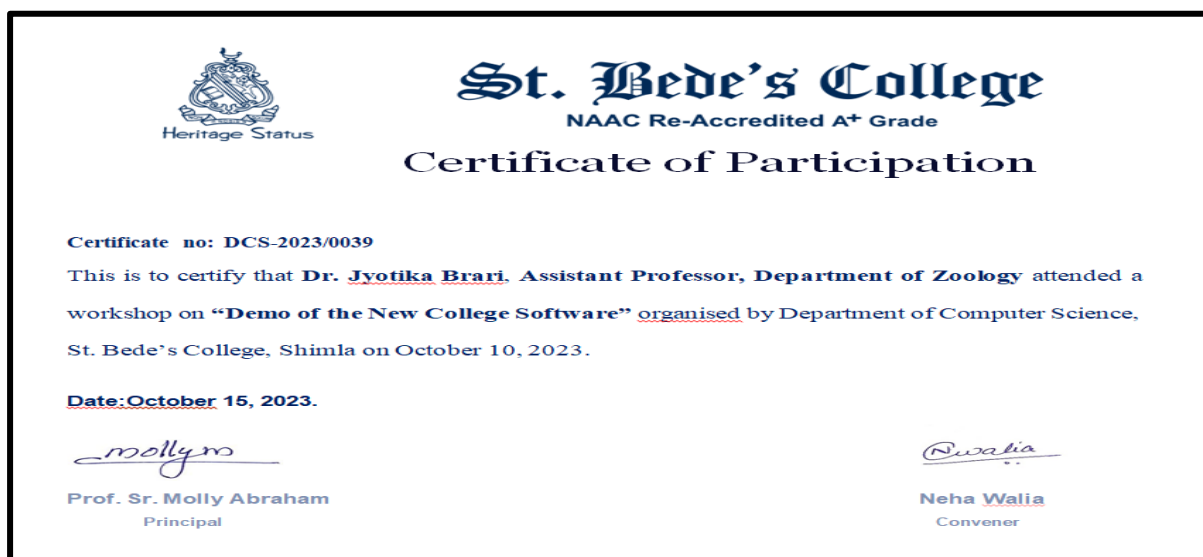 Heritage Status
St. Bede's College
NAAC Re-Accredited A+ Grade
Certificate of Participation
Certificate no: DCS-2023/0039
This is to certify that Dr. Jyotika Brari, Assistant Professor, Department of Zoology attended a
workshop on “Demo of the New College Software” organised by Department of Computer Science,
St. Bede’s College, Shimla on October 10, 2023.
Date:October 15, 2023.
mollym
Nwalia
Prof. Sr. Molly Abraham
Neha Walia
Principal
Convener